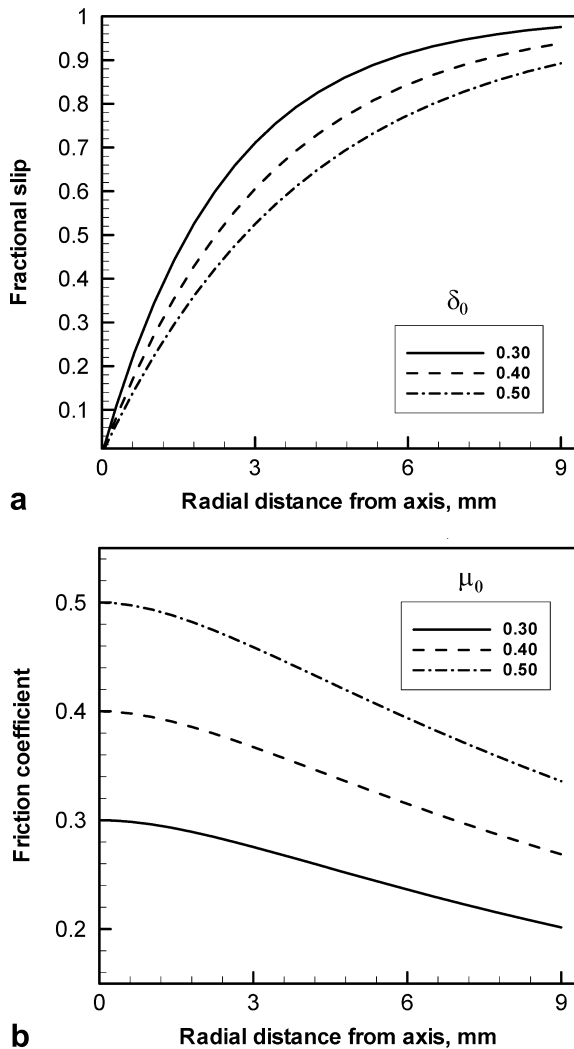 1
0.9
0.8
0.7
0.6
0.5
0.4
0.3
0.2
0.1
Fractional slip
δ0
0.30
0.40
0.50
0 3 6 9
Radial distance from axis, mm
a
0.5
0.4
0.3
0.2
Friction coefficient
μ0
0.30
0.40
0.50
0 3 6 9
Radial distance from axis, mm
b